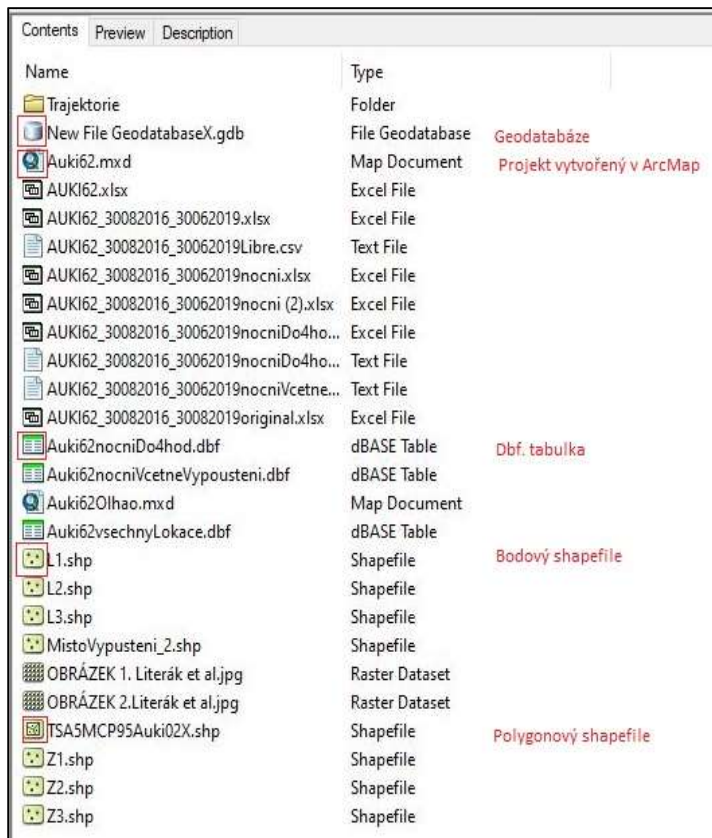 Contents Preview Description
Name Type
Trajektorie Folder
New File GeodatabaseX.gdb File Geodatabase Geodatabáze
Auki62.mxd Map Document Projekt vytvořený v ArcMap
AUKI62.xlsx Excel File
AUKI62_30082016_30062019.xlsx Excel File
AUKI62_30082016_30062019Libre.csv Text File
AUKI62_30082016_30062019nocni.xlsx Excel File
AUKI62_30082016_30062019nocni (2).xlsx Excel File
AUKI62_30082016_30062019nocniDo4ho... Excel File
AUKI62_30082016_30062019nocniDo4ho... Text File
AUKI62_30082016_30062019nocniVcetne... Text File
AUKI62_30082016_30082019original.xlsx Excel File
Auki62nocniDo4hod.dbf dBASE Table Dbf. tabulka
Auki62nocniVcetneVypousteni.dbf dBASE Table
Auki62Olhao.mxd Map Document
Auki62vsechnyLokace.dbf dBASE Table
L1.shp Shapefile Bodový shapefile
L2.shp Shapefile
L3.shp Shapefile
MistoVypusteni_2.shp Shapefile
OBRÁZEK 1. Literák et al.jpg Raster Dataset
OBRÁZEK 2.Literák et al.jpg Raster Dataset
TSA5MCP95Auki02X.shp Shapefile Polygonový shapefile
Z1.shp Shapefile
Z2.shp Shapefile
Z3.shp Shapefile